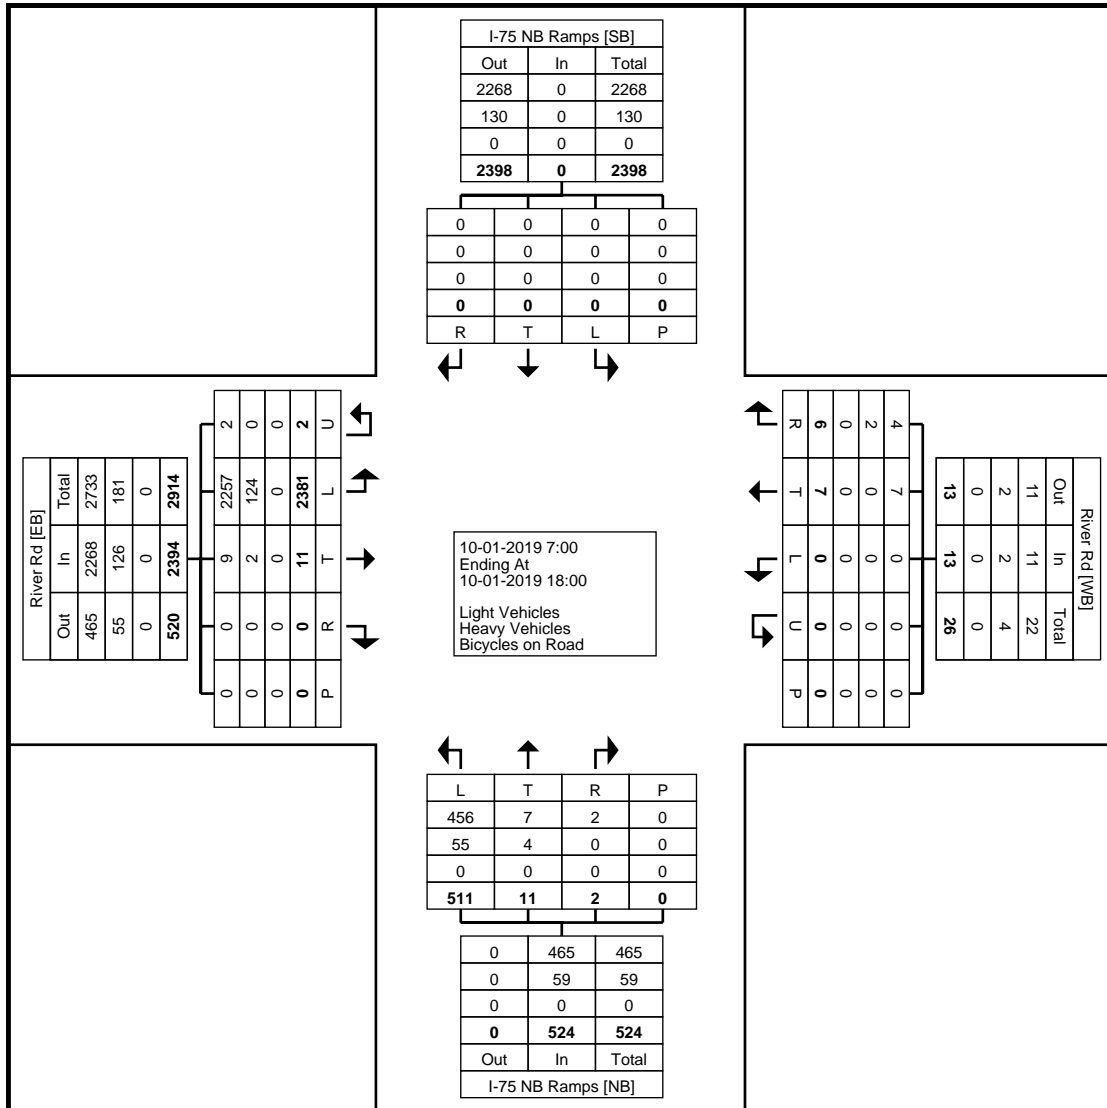 I-75 NB Ramps [SB]
Out In Total
2268 0 2268
130 0 130
0 0 0
2398 0 2398
0 0 0 0
0 0 0 0
0 0 0 0
0 0 0 0
R T L P
River Rd [EB]
Total In Out
2733 2268 465
181 126 55
0 0 0
2914 2394 520
2 2257 9 0 0
0 124 2 0 0
0 0 0 0 0
2 2381 11 0 0
U L T R P
10-01-2019 7:00
Ending At
10-01-2019 18:00
Light Vehicles
Heavy Vehicles
Bicycles on Road
R T L U P
6 7 0 0 0
0 0 0 0 0
2 0 0 0 0
4 7 0 0 0
River Rd [WB]
Out In Total
11 11 22
2 2 4
0 0 0
13 13 26
L T R P
456 7 2 0
55 4 0 0
0 0 0 0
511 11 2 0
0 465 465
0 59 59
0 0 0
0 524 524
Out In Total
I-75 NB Ramps [NB]